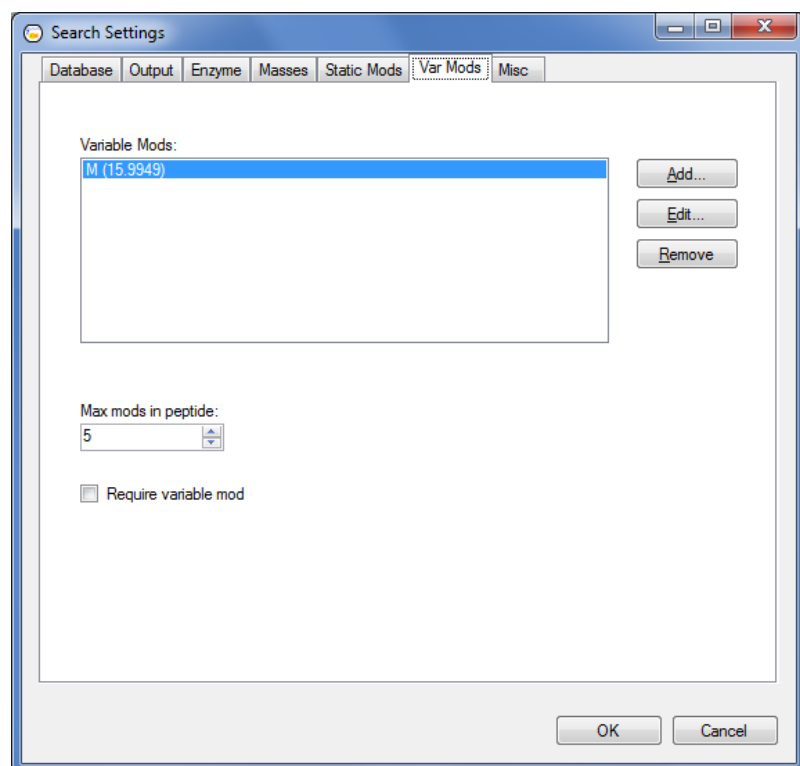 Search Settings
Database Output Enzyme Masses Static Mods Var Mods Misc
Variable Mods:
M (15.9949)
Add...
Edit...
Remove
Max mods in peptide:
5
Require variable mod
OK Cancel